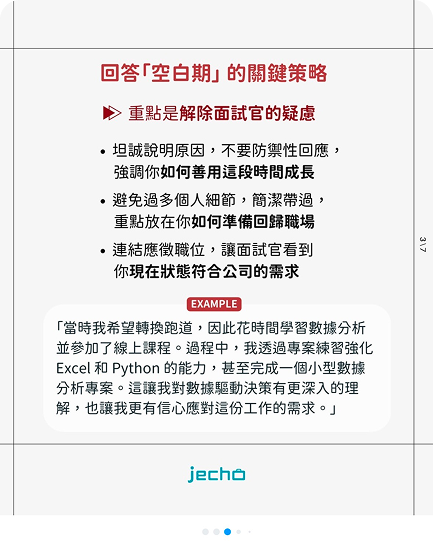 回答「空白期」的關鍵策略
重點是解除面試官的疑慮
• 坦誠說明原因，不要防禦性回應，
強調你如何善用這段時間成長
• 避免過多個人細節，簡潔帶過，
重點放在你如何準備回歸職場
• 連結應徵職位，讓面試官看到
你現在狀態符合公司的需求
3\7
EXAMPLE
「當時我希望轉換跑道，因此花時間學習數據分析
並參加了線上課程。過程中，我透過專案練習強化
Excel 和 Python 的能力，甚至完成一個小型數據
分析專案。這讓我對數據驅動決策有更深入的理
解，也讓我更有信心應對這份工作的需求。」
jecho